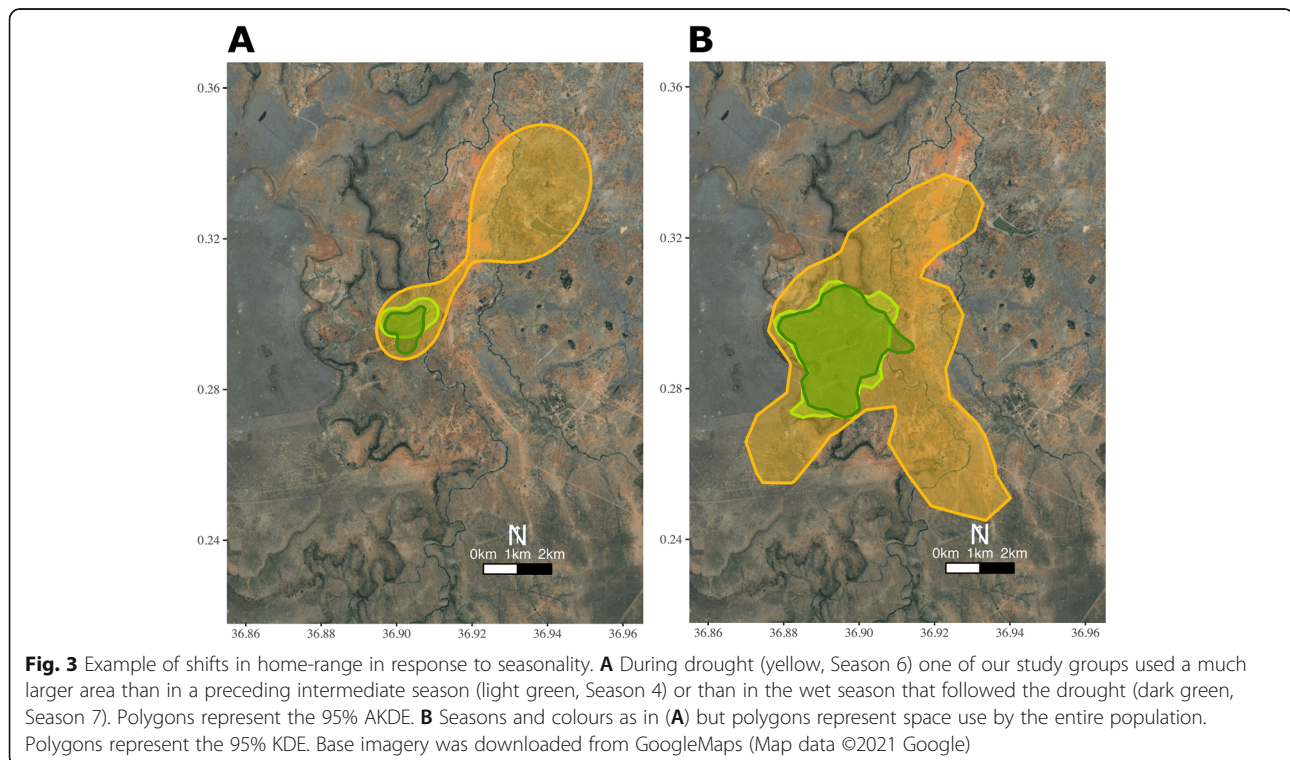 A
B
0.36
0.32
0.28
0.24
36.86 36.88 36.90 36.92 36.94 36.96
N
0km 1km 2km
0.36
0.32
0.28
0.24
36.86 36.88 36.90 36.92 36.94 36.96
N
0km 1km 2km
Fig. 3 Example of shifts in home-range in response to seasonality. A During drought (yellow, Season 6) one of our study groups used a much
larger area than in a preceding intermediate season (light green, Season 4) or than in the wet season that followed the drought (dark green,
Season 7). Polygons represent the 95% AKDE. B Seasons and colours as in (A) but polygons represent space use by the entire population.
Polygons represent the 95% KDE. Base imagery was downloaded from GoogleMaps (Map data ©2021 Google)